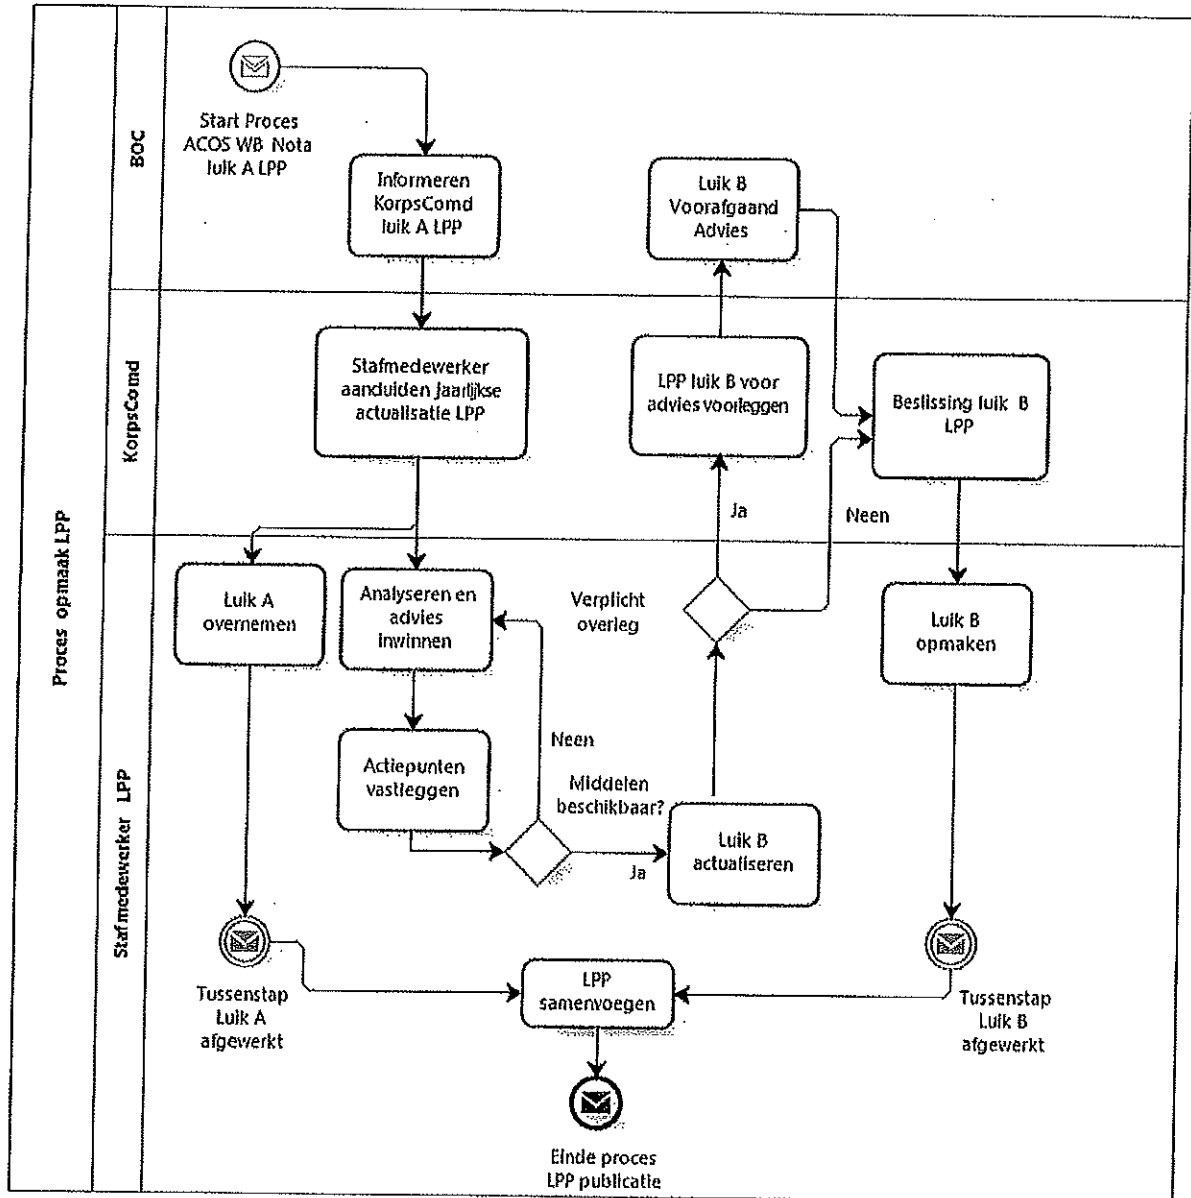 Proces opmaak LPP
BOC
Start Proces
ACOS WB Nota
luik A LPP
Informeren
KorpsComd
luik A LPP
Luik B
Voorafgaand
Advies
KorpsComd
Stafmedewerker
aanduiden Jaarlijkse
actualisatie LPP
LPP luik B voor
advies voorleggen
Beslissing luik B
LPP
Ja
Neen
Stafmedewerker LPP
Luik A
overnemen
Analyseren en
advies
inwinnen
Verplicht
overleg
Luik B
opmaken
Neen
Actiepunten
vastleggen
Middelen
beschikbaar?
Ja
Luik B
actualiseren
Tussenstap
Luik A
afgewerkt
LPP
samenvoegen
Tussenstap
Luik B
afgewerkt
Einde proces
LPP publicatie